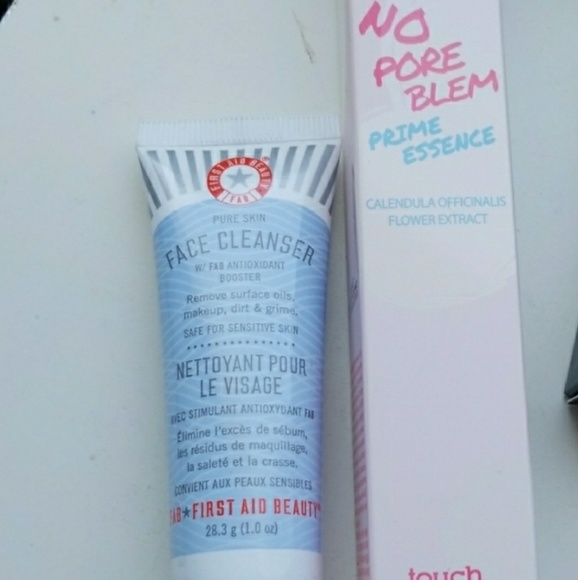 FIRST AID BEAUTY
(FAB)
PURE SKIN
FACE CLEANSER
W/ FAB ANTIOXIDANT
BOOSTER
Remove surface oils,
makeup, dirt & grime.
SAFE FOR SENSITIVE SKIN
NETTOYANT POUR
LE VISAGE
AVEC STIMULANT ANTIOXYDANT FAB
Élimine l'excès de sébum,
les résidus de maquillage,
la saleté et la crasse.
CONVIENT AUX PEAUX SENSIBLES
FAB★FIRST AID BEAUTY
28.3 g (1.0 oz)
NO
PORE
BLEM
PRIME
ESSENCE
CALENDULA OFFICINALIS
FLOWER EXTRACT
touch